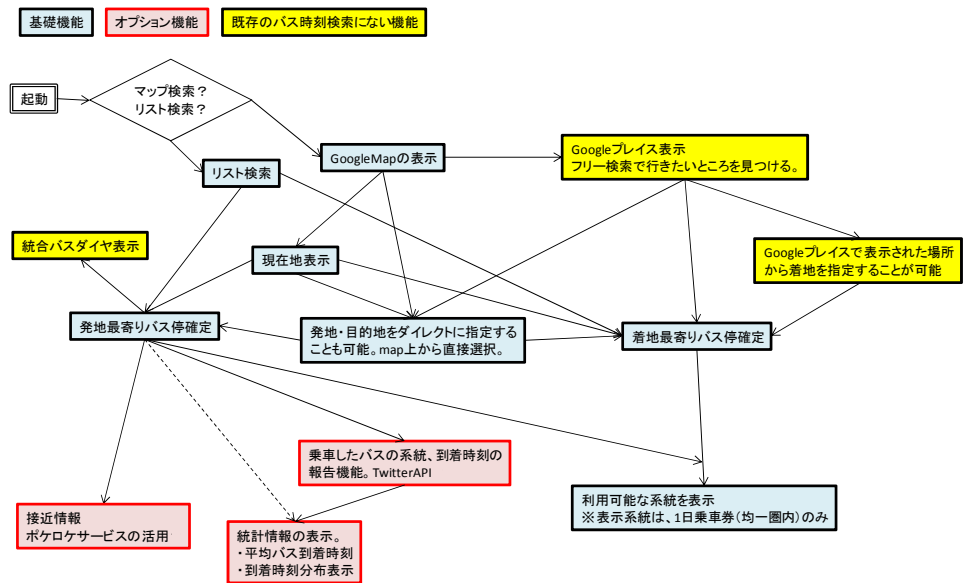 基礎機能
オプション機能
既存のバス時刻検索にない機能
起動
マップ検索？
リスト検索？
GoogleMapの表示
Googleプレイス表示
フリー検索で行きたいところを見つける。
リスト検索
統合バスダイヤ表示
現在地表示
Googleプレイスで表示された場所
から着地を指定することが可能
発地最寄りバス停確定
発地・目的地をダイレクトに指定する
ことも可能。map上から直接選択。
着地最寄りバス停確定
乗車したバスの系統、到着時刻の
報告機能。TwitterAPI
利用可能な系統を表示
※表示系統は、1日乗車券（均一圏内）のみ
接近情報
ポケロケサービスの活用
統計情報の表示。
・平均バス到着時刻
・到着時刻分布表示